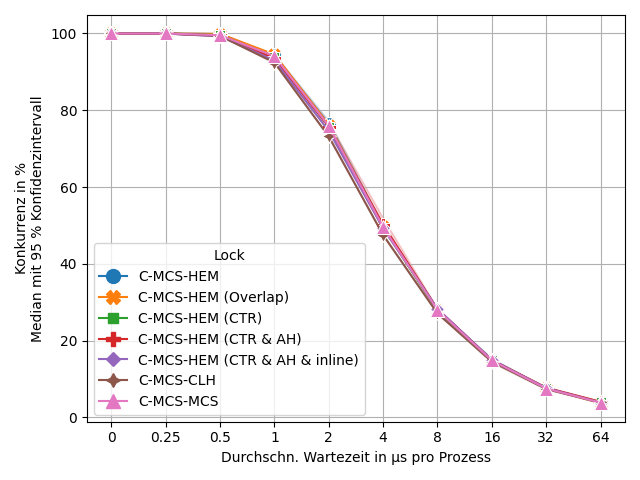 Konkurrenz in %
Median mit 95 % Konfidenzintervall
100
80
60
40
20
0
Lock
C-MCS-HEM
C-MCS-HEM (Overlap)
C-MCS-HEM (CTR)
C-MCS-HEM (CTR & AH)
C-MCS-HEM (CTR & AH & inline)
C-MCS-CLH
C-MCS-MCS
0 0.25 0.5 1 2 4 8 16 32 64
Durchschn. Wartezeit in µs pro Prozess